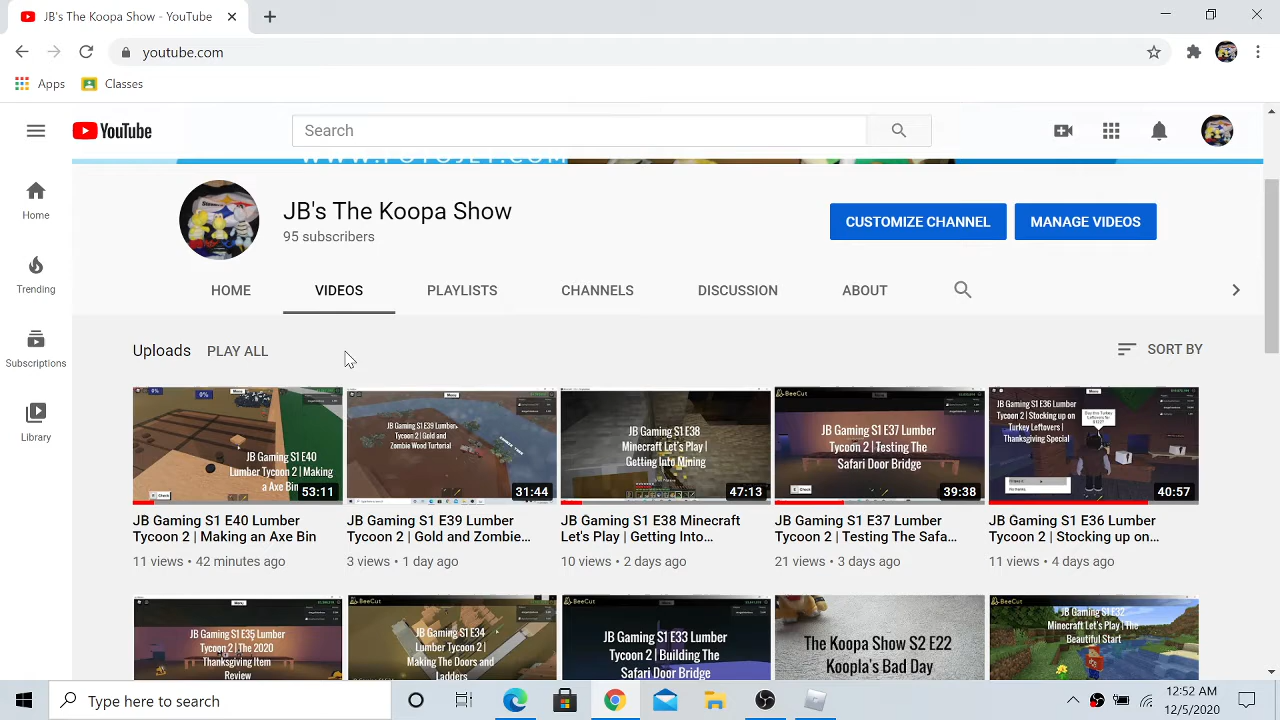 JB's The Koopa Show
youtube.com
Apps
Classes
YouTube
Search
WWW.FOTOJET.COM
JB's The Koopa Show
95 subscribers
CUSTOMIZE CHANNEL
MANAGE VIDEOS
Home
Trending
Subscriptions
Library
HOME
VIDEOS
PLAYLISTS
CHANNELS
DISCUSSION
ABOUT
Uploads
PLAY ALL
SORT BY
0%
0%
Menu
JB Gaming S1 E40
Lumber
Tycoon 2 | Making
a Axe Bin
53:11
JB Gaming S1 E40 Lumber
Tycoon 2 | Making an Axe Bin
11 views • 42 minutes ago
JB Gaming S1 E39 Lumber
Tycoon 2 | Gold and
Zombie Wood Turtorial
31:44
JB Gaming S1 E39 Lumber
Tycoon 2 | Gold and Zombie...
3 views • 1 day ago
JB Gaming S1 E38
Minecraft Let's Play |
Getting Into Mining
47:13
JB Gaming S1 E38 Minecraft
Let's Play | Getting Into...
10 views • 2 days ago
BeeCut
JB Gaming S1 E37 Lumber
Tycoon 2 | Testing The
Safari Door Bridge
39:38
JB Gaming S1 E37 Lumber
Tycoon 2 | Testing The Safa...
21 views • 3 days ago
JB Gaming S1 E36 Lumber
Tycoon 2 | Stocking up on
Turkey Leftovers |
Thanksgiving Special
40:57
JB Gaming S1 E36 Lumber
Tycoon 2 | Stocking up on...
11 views • 4 days ago
Menu
JB Gaming S1 E35 Lumber
Tycoon 2 | The 2020
Thanksgiving Item
Review
BeeCut
JB Gaming S1 E34
Lumber Tycoon 2 |
Making The Doors and
Ladders
BeeCut
JB Gaming S1 E33 Lumber
Tycoon 2 | Building The
Safari Door Bridge
The Koopa Show S2 E22
Koopla's Bad Day
BeeCut
JB Gaming S1 E32
Minecraft Let's Play | The
Beautiful Start
Type here to search
12:52 AM
12/5/2020